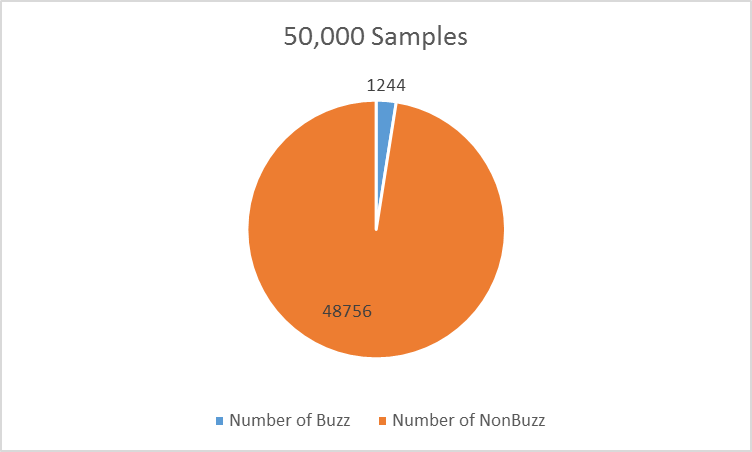 50,000 Samples
1244
48756
Number of Buzz
Number of NonBuzz